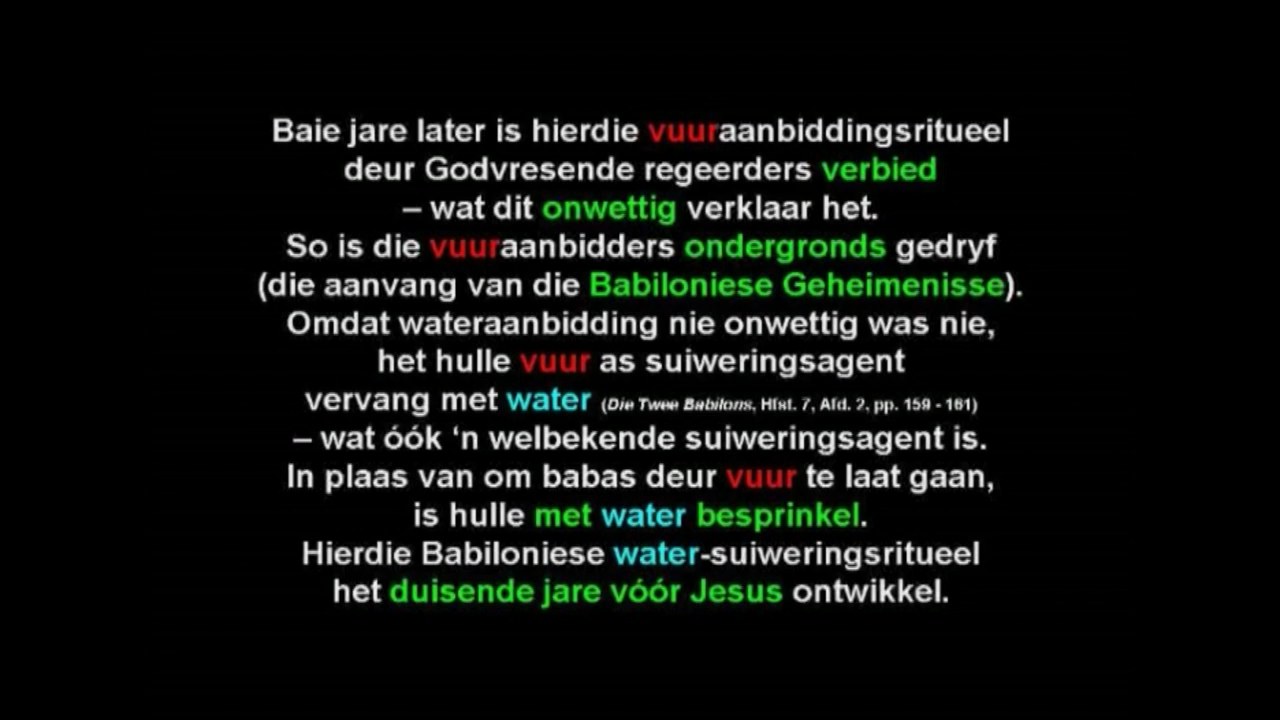 Baie jare later is hierdie vuuraanbiddingsritueel
deur Godvresende regeerders verbied
– wat dit onwettig verklaar het.
So is die vuuraanbidders ondergronds gedryf
(die aanvang van die Babiloniese Geheimenisse).
Omdat wateraanbidding nie onwettig was nie,
het hulle vuur as suiweringsagent
vervang met water (Die Twee Babilons, Hfst. 7, Afd. 2, pp. 159 - 161)
– wat óók ‘n welbekende suiweringsagent is.
In plaas van om babas deur vuur te laat gaan,
is hulle met water besprinkel.
Hierdie Babiloniese water-suiweringsritueel
het duisende jare vóór Jesus ontwikkel.